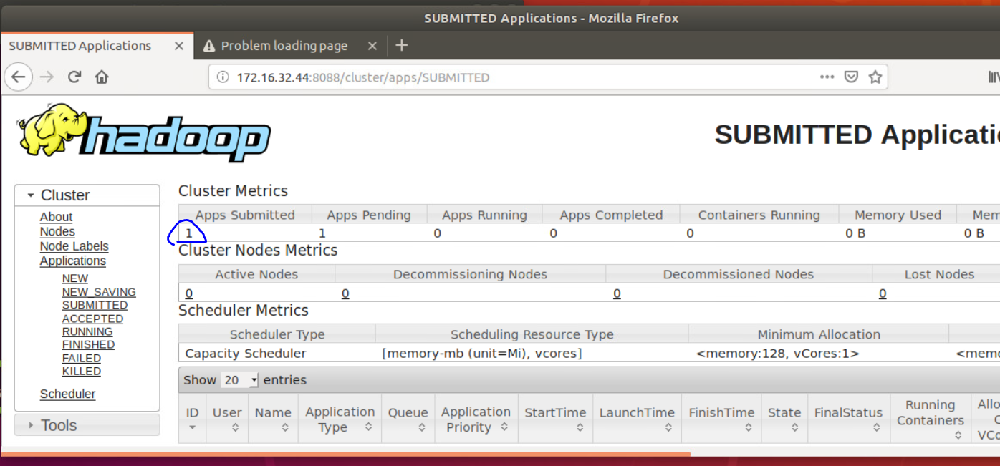 SUBMITTED Applications - Mozilla Firefox
SUBMITTED Applications × Problem loading page × +
172.16.32.44:8088/cluster/apps/SUBMITTED
hadoop
SUBMITTED Applicati
Cluster
About
Nodes
Node Labels
Applications
NEW
NEW_SAVING
SUBMITTED
ACCEPTED
RUNNING
FINISHED
FAILED
KILLED
Scheduler
Tools
Cluster Metrics
Apps Submitted Apps Pending Apps Running Apps Completed Containers Running Memory Used Mem
1 1 0 0 0 0 B 0 B
Cluster Nodes Metrics
Active Nodes Decommissioning Nodes Decommissioned Nodes Lost Nodes
0 0 0 0
Scheduler Metrics
Scheduler Type Scheduling Resource Type Minimum Allocation
Capacity Scheduler [memory-mb (unit=Mi), vcores] <memory:128, vCores:1> <memo
Show 20 entries
ID User Name Application Type Queue Application Priority StartTime LaunchTime FinishTime State FinalStatus Running Containers Allo C VCo